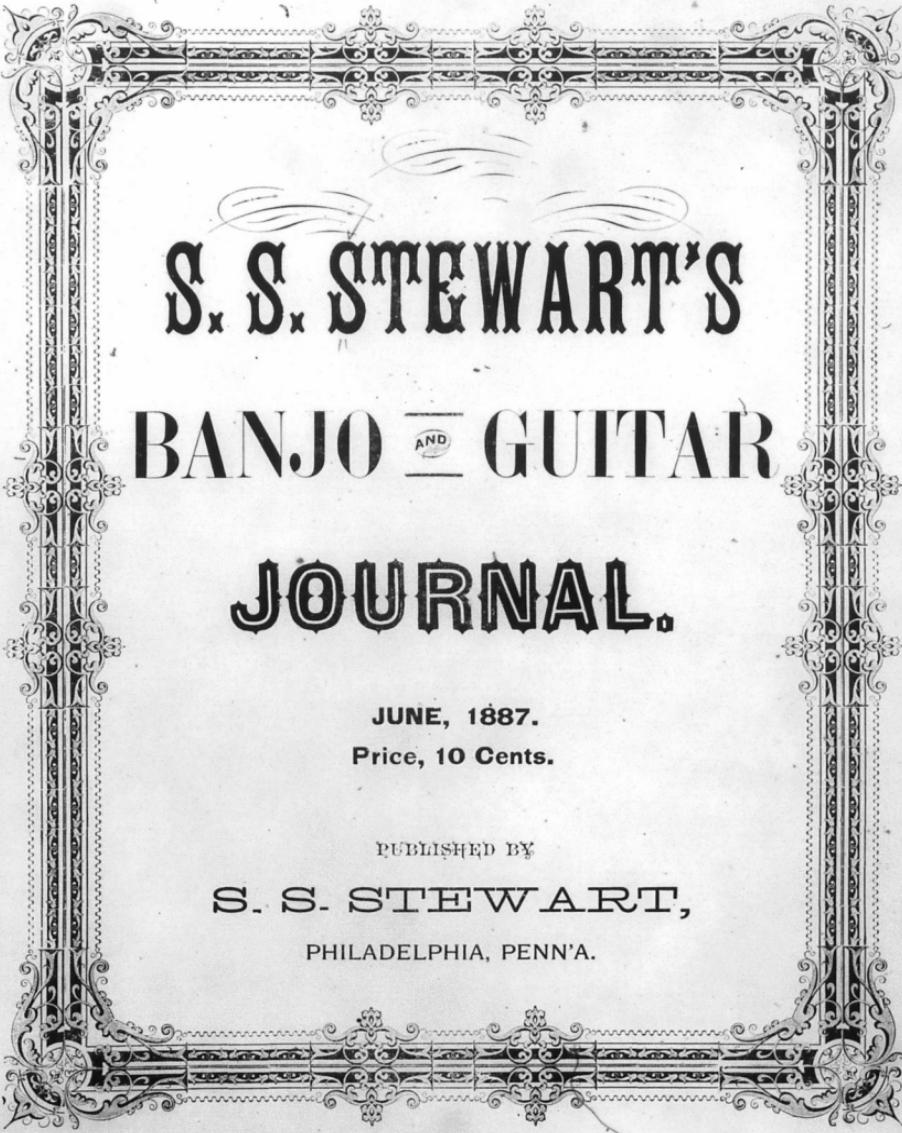 S. S. STEWART'S
BANJO AND GUITAR
JOURNAL.
JUNE, 1887.
Price, 10 Cents.
PUBLISHED BY
S. S. STEWART,
PHILADELPHIA, PENN'A.